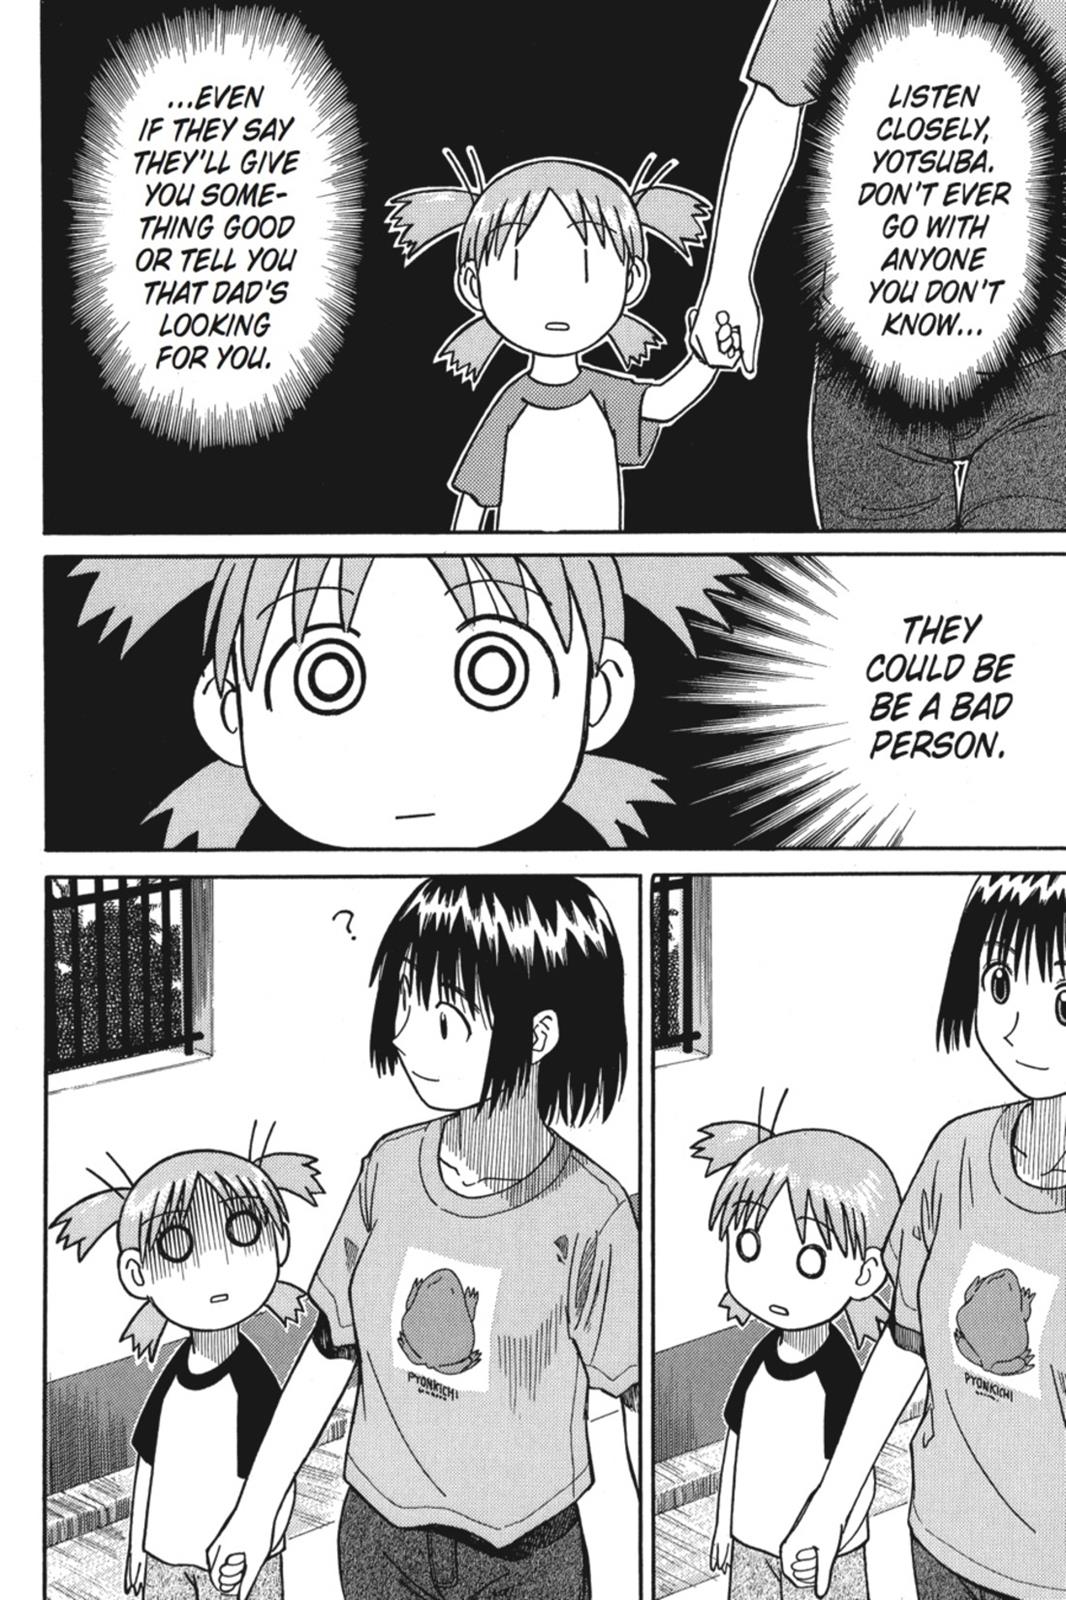 LISTEN
CLOSELY,
YOTSUBA.
DON'T EVER
GO WITH
ANYONE
YOU DON'T
KNOW...
...EVEN
IF THEY SAY
THEY'LL GIVE
YOU SOME-
THING GOOD
OR TELL YOU
THAT DAD'S
LOOKING
FOR YOU.
THEY
COULD BE
BE A BAD
PERSON.
PYONKICHI
?
PYONKICHI